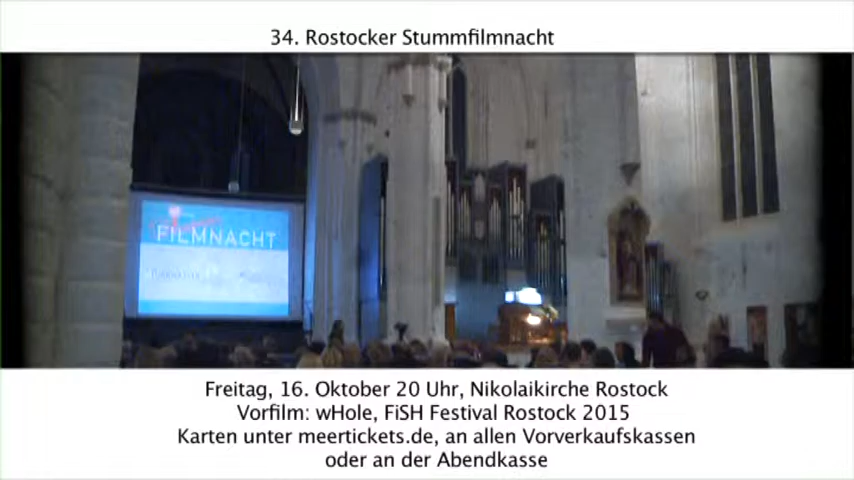 34. Rostocker Stummfilmnacht
FILMNACHT
Freitag, 16. Oktober 20 Uhr, Nikolaikirche Rostock
Vorfilm: wHole, FiSH Festival Rostock 2015
Karten unter meertickets.de, an allen Vorverkaufskassen
oder an der Abendkasse